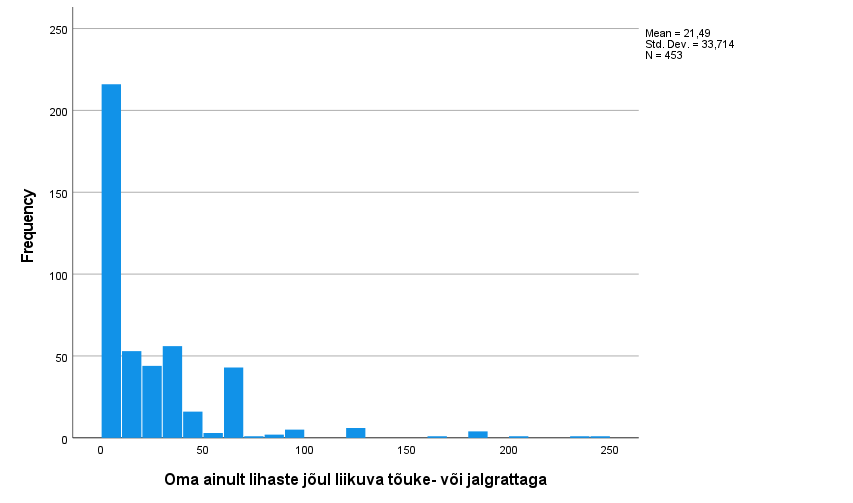 Mean = 21,49
Std. Dev. = 33,714
N = 453
250
200
150
100
50
0
Frequency
0 50 100 150 200 250
Oma ainult lihaste jõul liikuva tõuke- või jalgrattaga